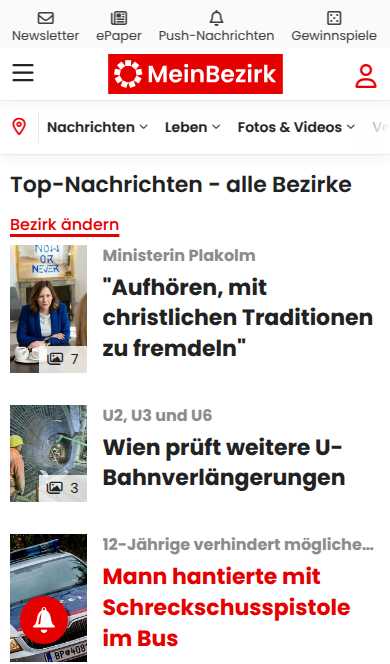 Newsletter ePaper Push-Nachrichten Gewinnspiele
MeinBezirk
Nachrichten Leben Fotos & Videos
Top-Nachrichten - alle Bezirke
Bezirk ändern
NOW
OR
NEVER
7
Ministerin Plakolm
"Aufhören, mit
christlichen Traditionen
zu fremdeln"
3
U2, U3 und U6
Wien prüft weitere U-
Bahnverlängerungen
12-Jährige verhindert mögliche...
Mann hantierte mit
Schreckschusspistole
im Bus